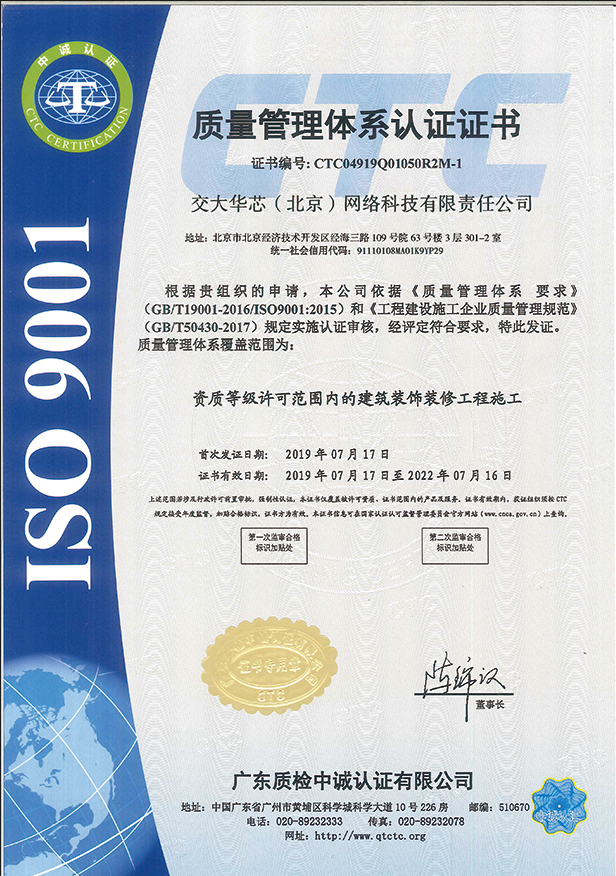 中诚认证
CTC CERTIFICATION
ISO 9001
CTC
质量管理体系认证证书
证书编号: CTC04919Q01050R2M-1
交大华芯（北京）网络科技有限责任公司
地址: 北京市北京经济技术开发区经海三路 109 号院 63 号楼 3 层 301-2 室
统一社会信用代码: 91110108MA01K9YP29
根据贵组织的申请，本公司依据《质量管理体系 要求》
（GB/T19001-2016/ISO9001:2015）和《工程建设施工企业质量管理规范》
（GB/T50430-2017）规定实施认证审核，经评定符合要求，特此发证。
质量管理体系覆盖范围为:
资质等级许可范围内的建筑装饰装修工程施工
首次发证日期: 2019 年 07 月 17 日
证书有效日期: 2019 年 07 月 17 日至 2022 年 07 月 16 日
上述范围若涉及行政许可前置审批，强制性认证，本证书仅覆盖被许可资质、证书范围内的产品及服务。证书有效期内，获证组织须按 CTC
规定接受年度监督，加贴合格标识，证书方为有效。本证书信息可在国家认证认可监督管理委员会官方网站（www.cnca.gov.cn）上查询。
第一次监审合格
标识加贴处
第二次监审合格
标识加贴处
证书专用章
CTC
董事长
广东质检中诚认证有限公司
地址: 中国广东省广州市黄埔区科学城科学大道 10 号 226 房 邮编: 510670
电话: 020-89232333 传真: 020-89232078
网址: http://www.qtctc.org
中诚认证